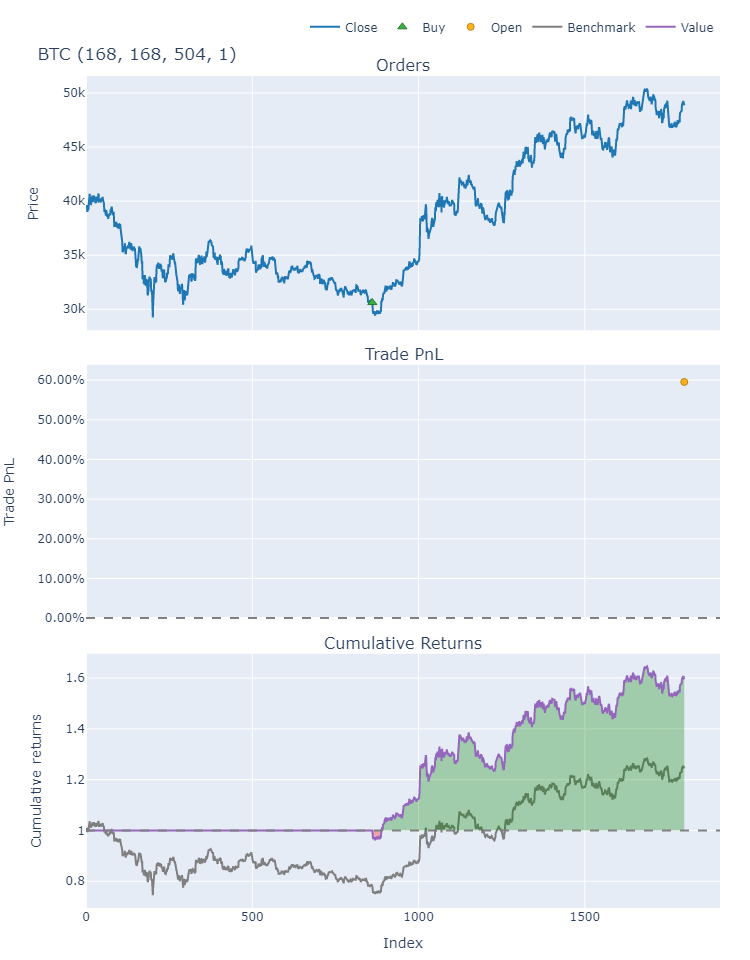 Close Buy Open Benchmark Value
BTC (168, 168, 504, 1)
Orders
50k
45k
40k
35k
30k
Price
Trade PnL
60.00%
50.00%
40.00%
30.00%
20.00%
10.00%
0.00%
Trade PnL
Cumulative Returns
1.6
1.4
1.2
1
0.8
Cumulative returns
0 500 1000 1500
Index